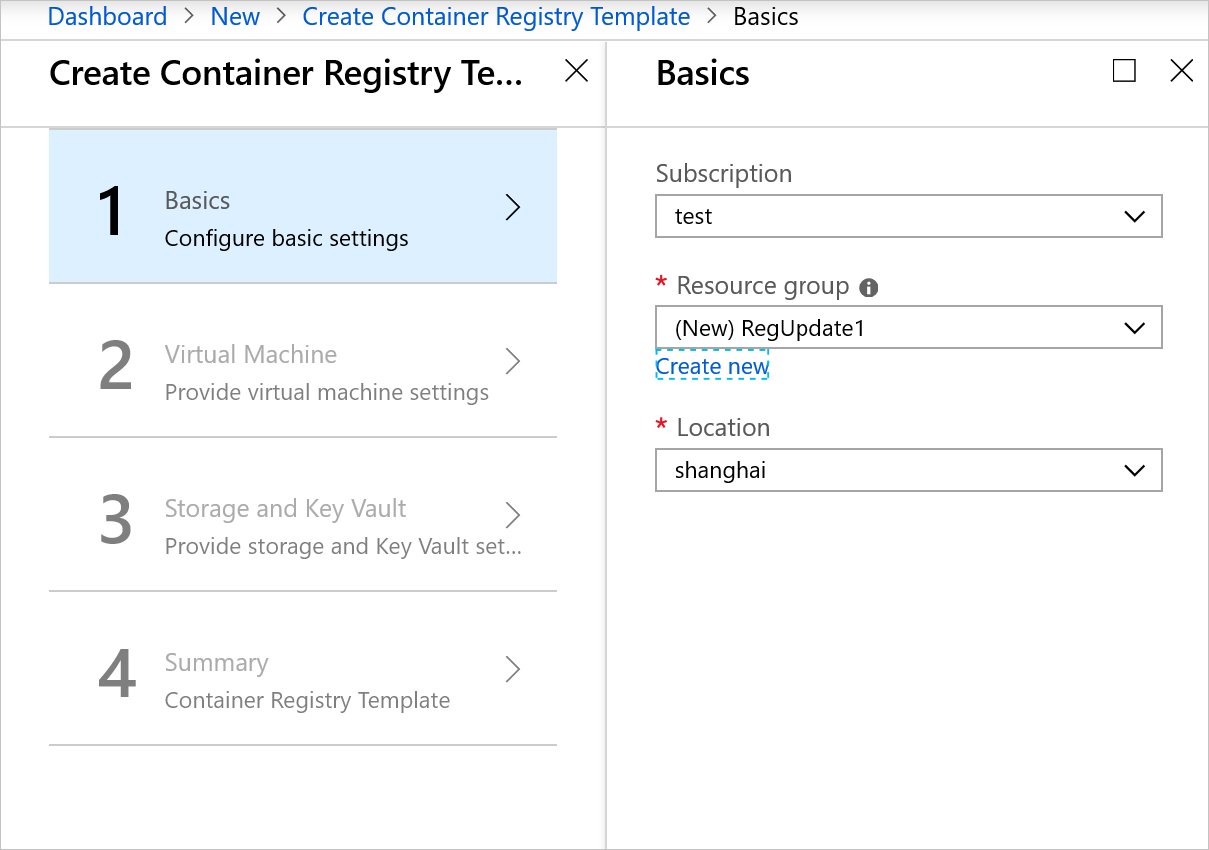 Dashboard > New > Create Container Registry Template > Basics
Create Container Registry Te...
1
Basics
Configure basic settings
2
Virtual Machine
Provide virtual machine settings
3
Storage and Key Vault
Provide storage and Key Vault set...
4
Summary
Container Registry Template
Basics
Subscription
test
* Resource group
(New) RegUpdate1
Create new
* Location
shanghai